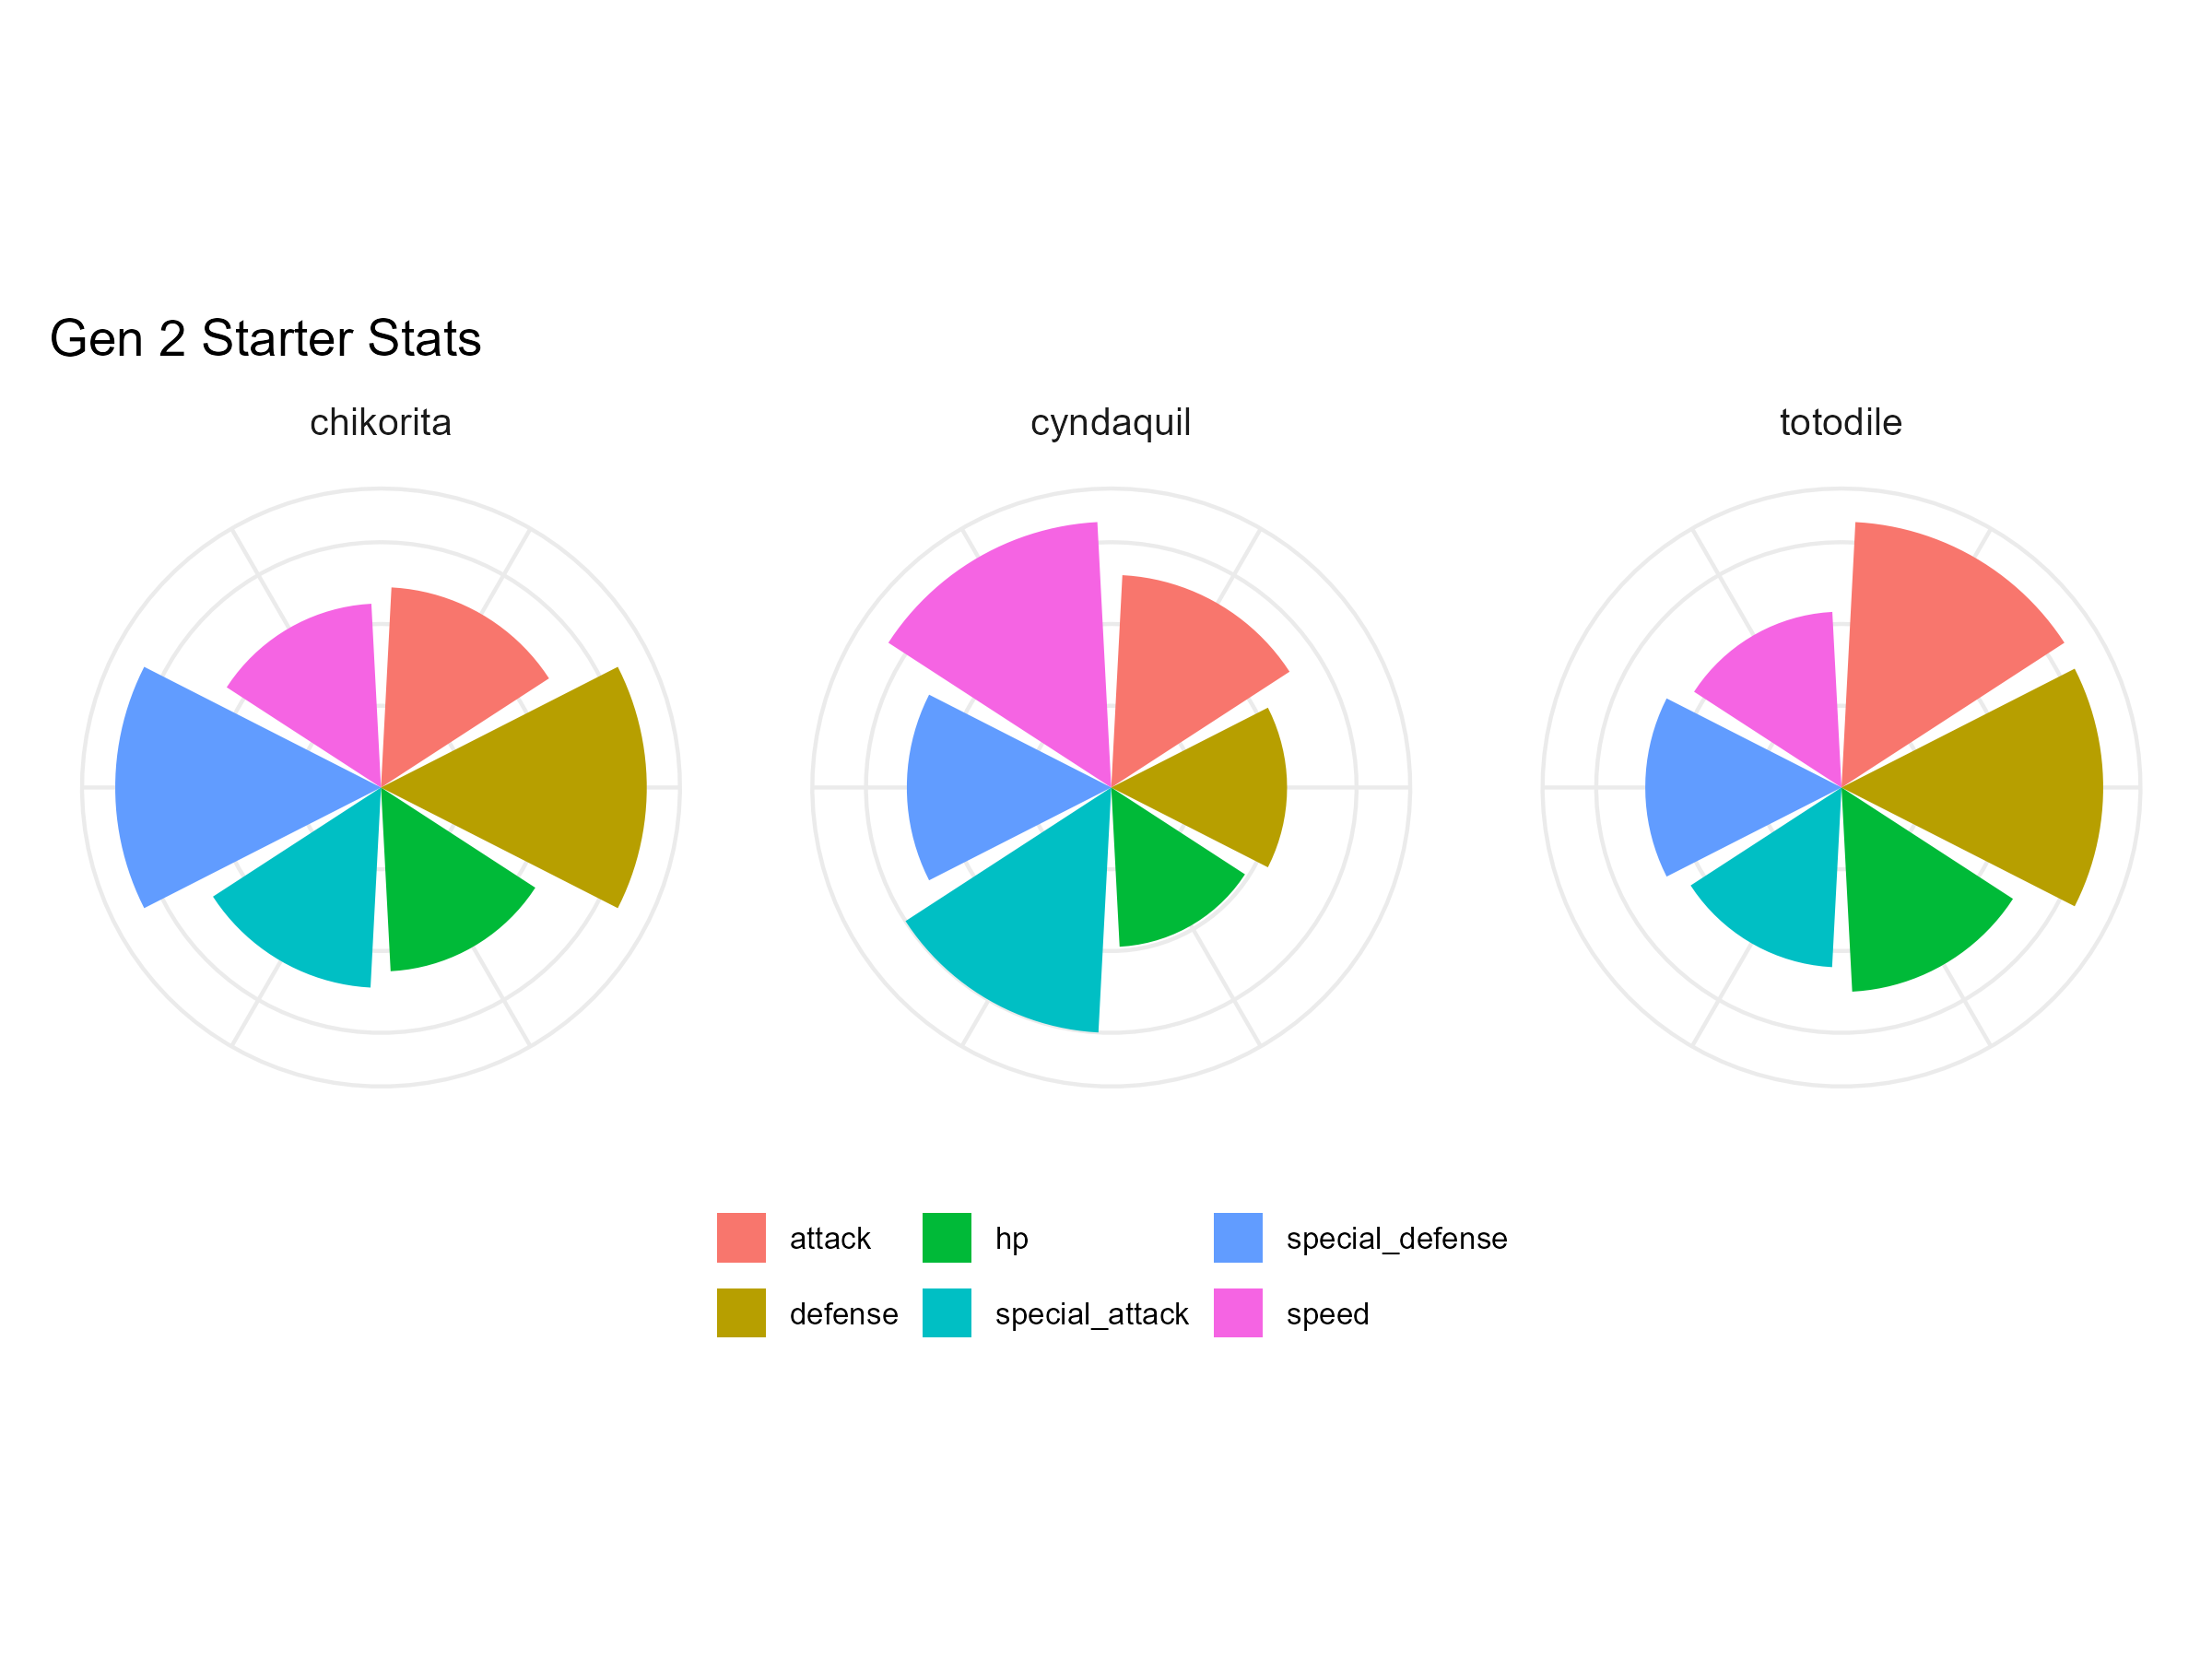 Gen 2 Starter Stats
chikorita
cyndaquil
totodile
attack
hp
special_defense
defense
special_attack
speed